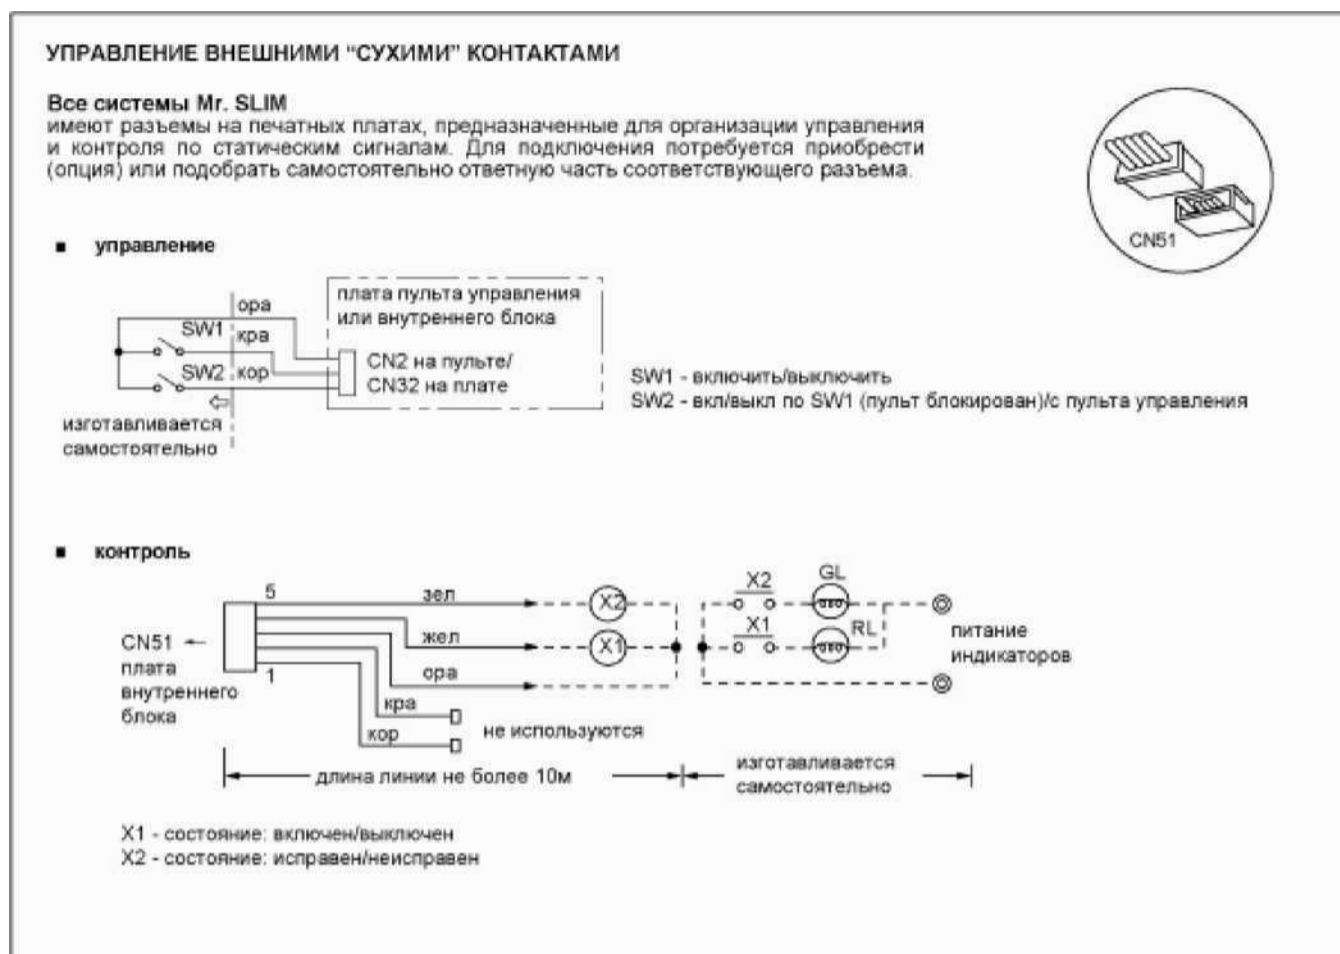 УПРАВЛЕНИЕ ВНЕШНИМИ “СУХИМИ” КОНТАКТАМИ
Все системы Mr. SLIM
имеют разъемы на печатных платах, предназначенные для организации управления
и контроля по статическим сигналам. Для подключения потребуется приобрести
(опция) или подобрать самостоятельно ответную часть соответствующего разъема.
CN51
■ управление
ора
SW1
кра
SW2
кор
плата пульта управления
или внутреннего блока
CN2 на пульте/
CN32 на плате
изготавливается
самостоятельно
SW1 - включить/выключить
SW2 - вкл/выкл по SW1 (пульт блокирован)/с пульта управления
■ контроль
5
зел
X2
X2
GL
CN51
плата
внутреннего
блока
жел
X1
X1
RL
питание
индикаторов
1
ора
кра
кор
не используются
длина линии не более 10м
изготавливается
самостоятельно
X1 - состояние: включен/выключен
X2 - состояние: исправен/неисправен